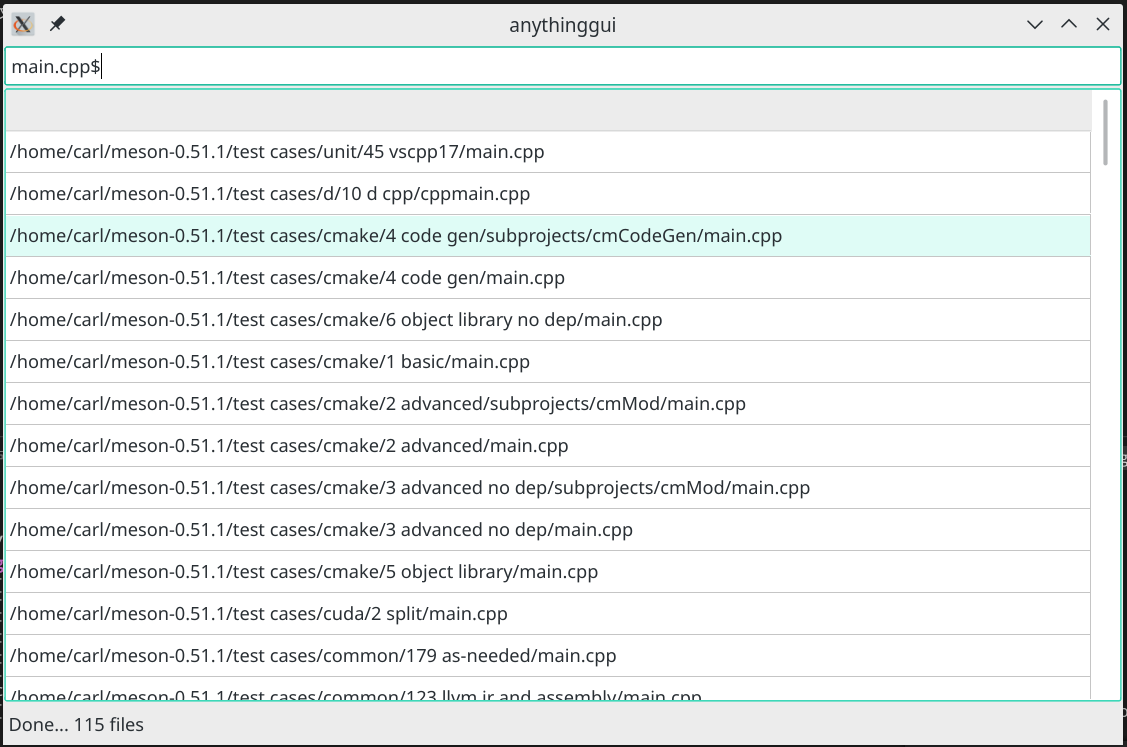 anythinggui
main.cpp$
/home/carl/meson-0.51.1/test cases/unit/45 vscpp17/main.cpp
/home/carl/meson-0.51.1/test cases/d/10 d cpp/cppmain.cpp
/home/carl/meson-0.51.1/test cases/cmake/4 code gen/subprojects/cmCodeGen/main.cpp
/home/carl/meson-0.51.1/test cases/cmake/4 code gen/main.cpp
/home/carl/meson-0.51.1/test cases/cmake/6 object library no dep/main.cpp
/home/carl/meson-0.51.1/test cases/cmake/1 basic/main.cpp
/home/carl/meson-0.51.1/test cases/cmake/2 advanced/subprojects/cmMod/main.cpp
/home/carl/meson-0.51.1/test cases/cmake/2 advanced/main.cpp
/home/carl/meson-0.51.1/test cases/cmake/3 advanced no dep/subprojects/cmMod/main.cpp
/home/carl/meson-0.51.1/test cases/cmake/3 advanced no dep/main.cpp
/home/carl/meson-0.51.1/test cases/cmake/5 object library/main.cpp
/home/carl/meson-0.51.1/test cases/cuda/2 split/main.cpp
/home/carl/meson-0.51.1/test cases/common/179 as-needed/main.cpp
/home/carl/meson-0.51.1/test cases/common/123 llvm ir and assembly/main.cpp
Done... 115 files